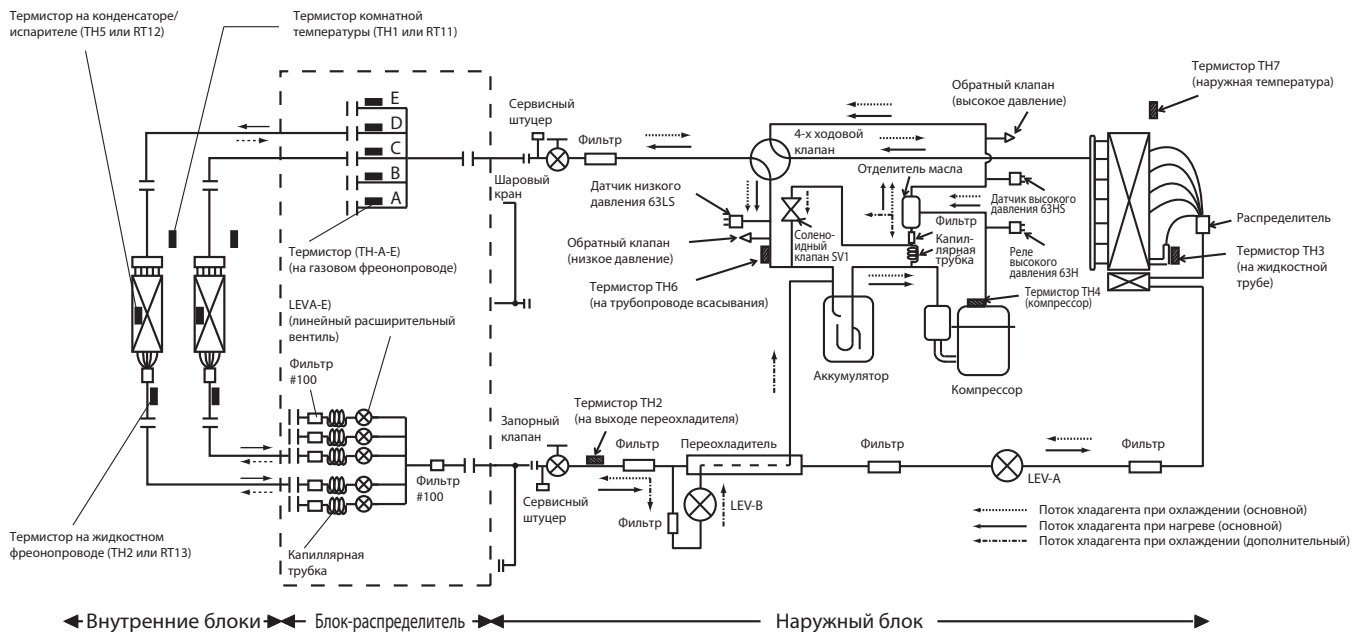 Термистор на конденсаторе/
испарителе (TH5 или RT12)
Термистор комнатной
температуры (TH1 или RT11)
E
D
C
B
A
Термистор (TH-A-E)
(на газовом фреонопроводе)
LEVA-E)
(линейный расширительный
вентиль)
Фильтр
#100
Фильтр
#100
Капиллярная
трубка
Термистор на жидкостном
фреонопроводе (TH2 или RT13)
Сервисный
штуцер
Фильтр
Шаровый
кран
4-х ходовой
клапан
Обратный клапан
(высокое давление)
Термистор TH7
(наружная температура)
Отделитель масла
Датчик низкого
давления 63LS
Обратный клапан
(низкое давление)
Термистор TH6
(на трубопроводе всасывания)
Солено-
идный
клапан SV1
Фильтр
Капил-
лярная
трубка
Датчик высокого
давления 63HS
Реле
высокого
давления 63H
Термистор TH4
(компрессор)
Распределитель
Термистор TH3
(на жидкостной
трубе)
Аккумулятор
Компрессор
Запорный
клапан
Термистор TH2
(на выходе переохладителя)
Фильтр
Переохладитель
Фильтр
LEV-A
Фильтр
Сервисный
штуцер
Фильтр
LEV-B
Поток хладагента при охлаждении (основной)
Поток хладагента при нагреве (основной)
Поток хладагента при охлаждении (дополнительный)
Внутренние блоки
Блок-распределитель
Наружный блок